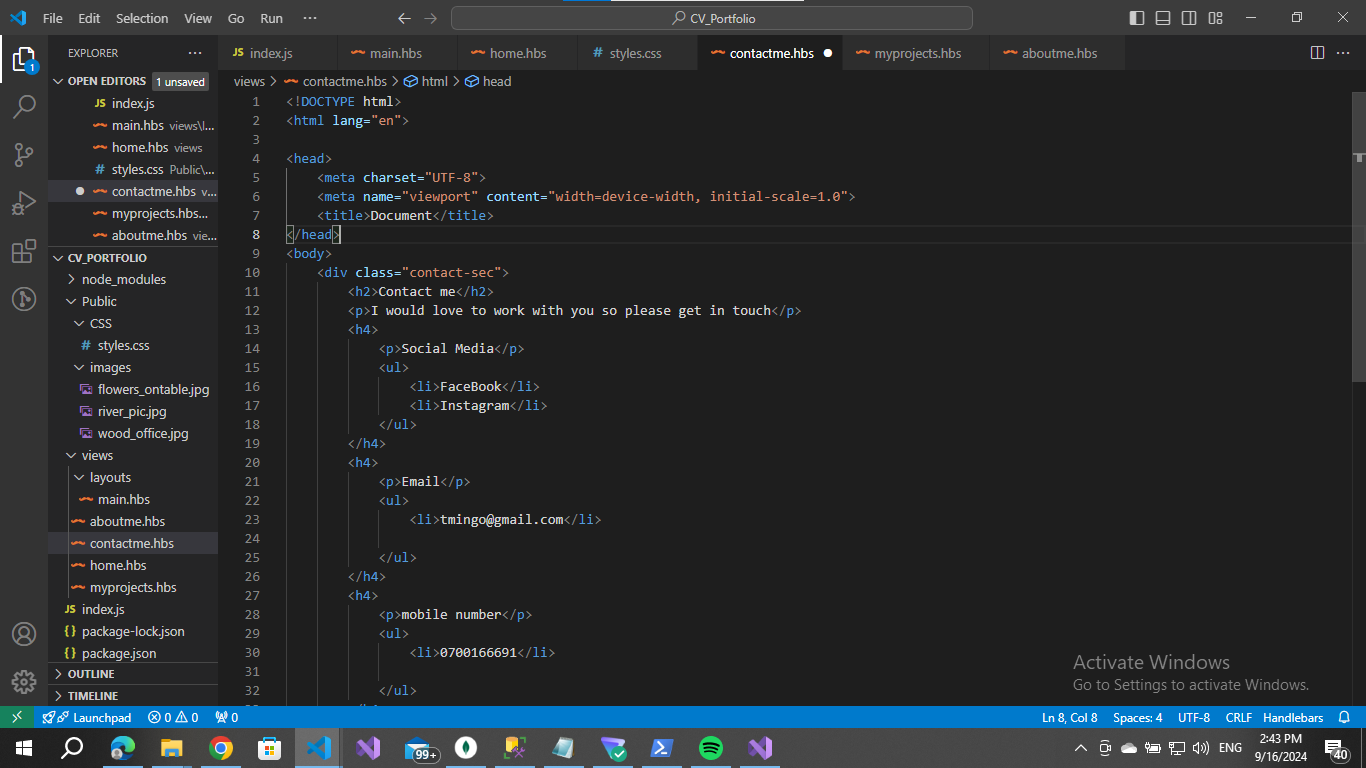 File Edit Selection View Go Run ··· CV_Portfolio
EXPLORER ···
OPEN EDITORS 1 unsaved
JS index.js
main.hbs views\l...
home.hbs views
# styles.css Public\...
contactme.hbs v...
myprojects.hbs...
aboutme.hbs vie...
CV_PORTFOLIO
node_modules
Public
CSS
# styles.css
images
flowers_ontable.jpg
river_pic.jpg
wood_office.jpg
views
layouts
main.hbs
aboutme.hbs
contactme.hbs
home.hbs
myprojects.hbs
JS index.js
{} package-lock.json
{} package.json
OUTLINE
TIMELINE
1
JS index.js main.hbs home.hbs # styles.css contactme.hbs myprojects.hbs aboutme.hbs ···
views > contactme.hbs > html > head
1 <!DOCTYPE html>
2 <html lang="en">
3
4 <head>
5 <meta charset="UTF-8">
6 <meta name="viewport" content="width=device-width, initial-scale=1.0">
7 <title>Document</title>
8 </head>
9 <body>
10 <div class="contact-sec">
11 <h2>Contact me</h2>
12 <p>I would love to work with you so please get in touch</p>
13 <h4>
14 <p>Social Media</p>
15 <ul>
16 <li>FaceBook</li>
17 <li>Instagram</li>
18 </ul>
19 </h4>
20 <h4>
21 <p>Email</p>
22 <ul>
23 <li>tmingo@gmail.com</li>
24
25 </ul>
26 </h4>
27 <h4>
28 <p>mobile number</p>
29 <ul>
30 <li>0700166691</li>
31
32 </ul>
Activate Windows
Go to Settings to activate Windows.
Launchpad 0 0 0 Ln 8, Col 8 Spaces: 4 UTF-8 CRLF Handlebars
99+ ENG 2:43 PM
9/16/2024 40